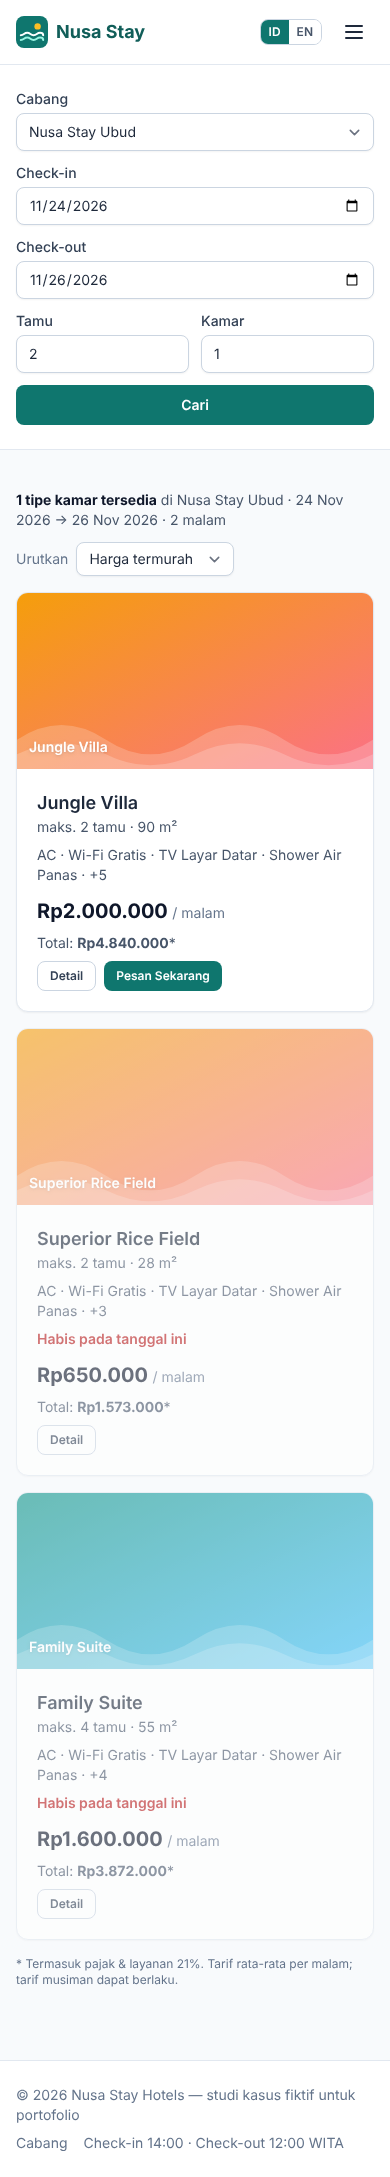 Nusa Stay
ID EN
Cabang
Nusa Stay Ubud
Check-in
11/24/2026
Check-out
11/26/2026
Tamu Kamar
2 1
Cari
1 tipe kamar tersedia di Nusa Stay Ubud · 24 Nov
2026 → 26 Nov 2026 · 2 malam
Urutkan Harga termurah
Jungle Villa
Jungle Villa
maks. 2 tamu · 90 m²
AC · Wi-Fi Gratis · TV Layar Datar · Shower Air
Panas · +5
Rp2.000.000 / malam
Total: Rp4.840.000*
Detail Pesan Sekarang
Superior Rice Field
Superior Rice Field
maks. 2 tamu · 28 m²
AC · Wi-Fi Gratis · TV Layar Datar · Shower Air
Panas · +3
Habis pada tanggal ini
Rp650.000 / malam
Total: Rp1.573.000*
Detail
Family Suite
Family Suite
maks. 4 tamu · 55 m²
AC · Wi-Fi Gratis · TV Layar Datar · Shower Air
Panas · +4
Habis pada tanggal ini
Rp1.600.000 / malam
Total: Rp3.872.000*
Detail
* Termasuk pajak & layanan 21%. Tarif rata-rata per malam;
tarif musiman dapat berlaku.
© 2026 Nusa Stay Hotels — studi kasus fiktif untuk
portofolio
Cabang Check-in 14:00 · Check-out 12:00 WITA